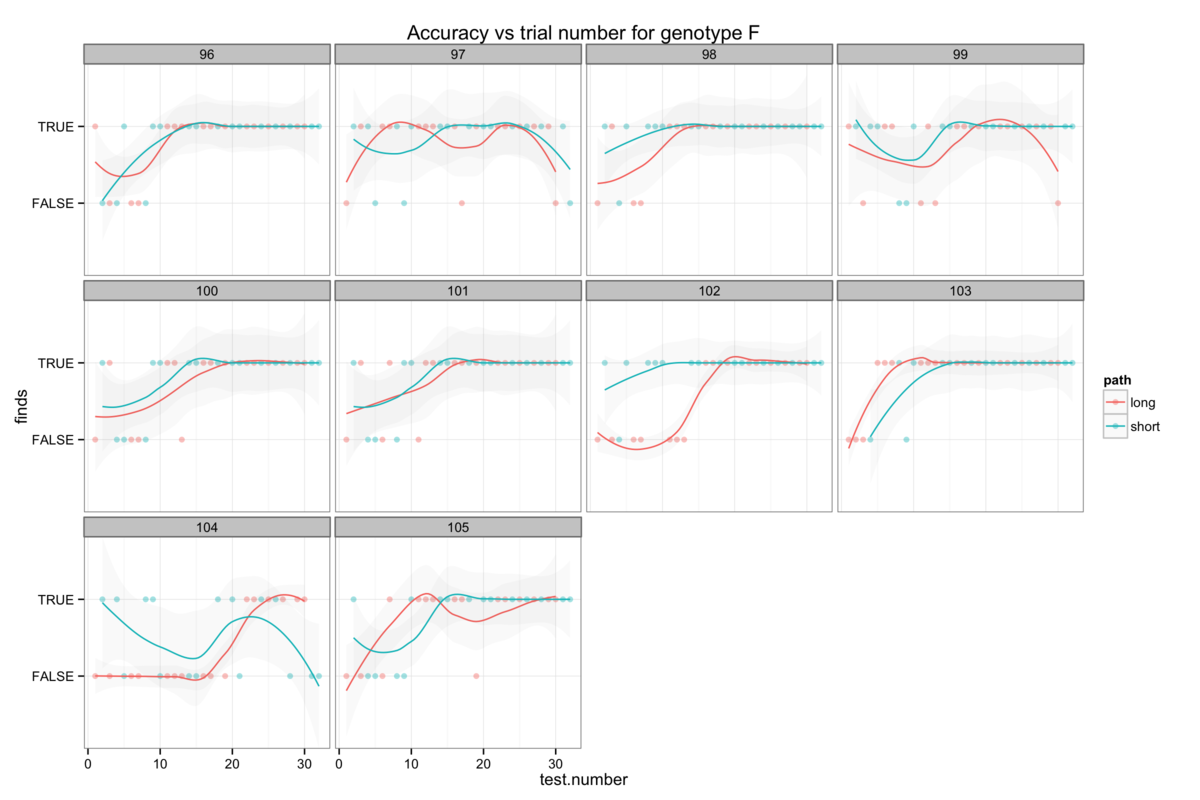 Accuracy vs trial number for genotype F
96 97 98 99
TRUE
FALSE
100 101 102 103
TRUE
FALSE
finds
path
long
short
104 105
TRUE
FALSE
0 10 20 30 0 10 20 30
test.number